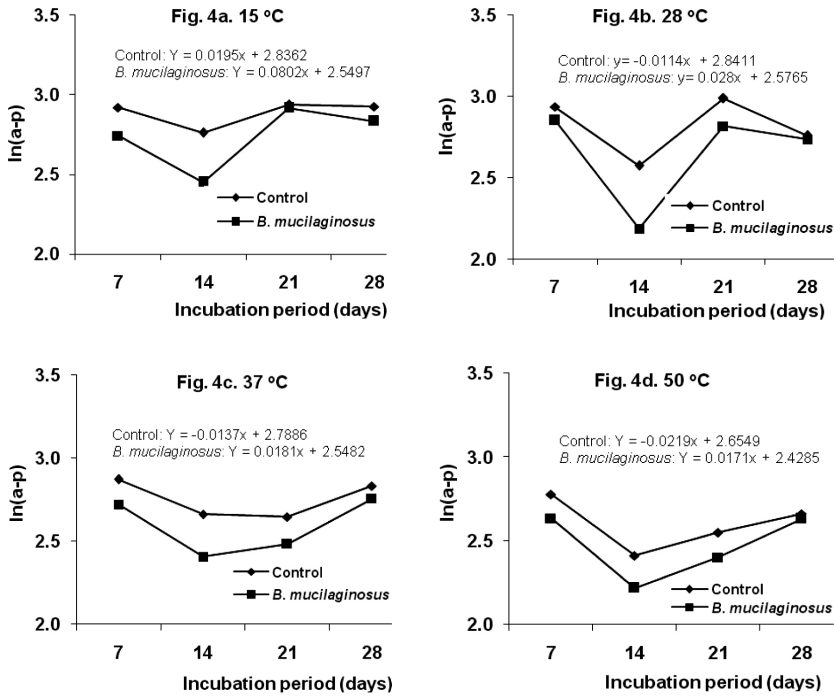 Fig. 4a. 15 ºC
Control: Y = 0.0195x + 2.8362
B. mucilaginosus: Y = 0.0802x + 2.5497
3.5
3.0
2.5
2.0
ln(a-p)
Control
B. mucilaginosus
7 14 21 28
Incubation period (days)
Fig. 4b. 28 ºC
Control: y= -0.0114x + 2.8411
B. mucilaginosus: y= 0.028x + 2.5765
3.5
3.0
2.5
2.0
ln(a-p)
Control
B. mucilaginosus
7 14 21 28
Incubation period (days)
Fig. 4c. 37 ºC
Control: Y = -0.0137x + 2.7886
B. mucilaginosus: Y = 0.0181x + 2.5482
3.5
3.0
2.5
2.0
ln(a-p)
Control
B. mucilaginosus
7 14 21 28
Incubation period (days)
Fig. 4d. 50 ºC
Control: Y = -0.0219x + 2.6549
B. mucilaginosus: Y = 0.0171x + 2.4285
3.5
3.0
2.5
2.0
ln(a-p)
Control
B. mucilaginosus
7 14 21 28
Incubation period (days)